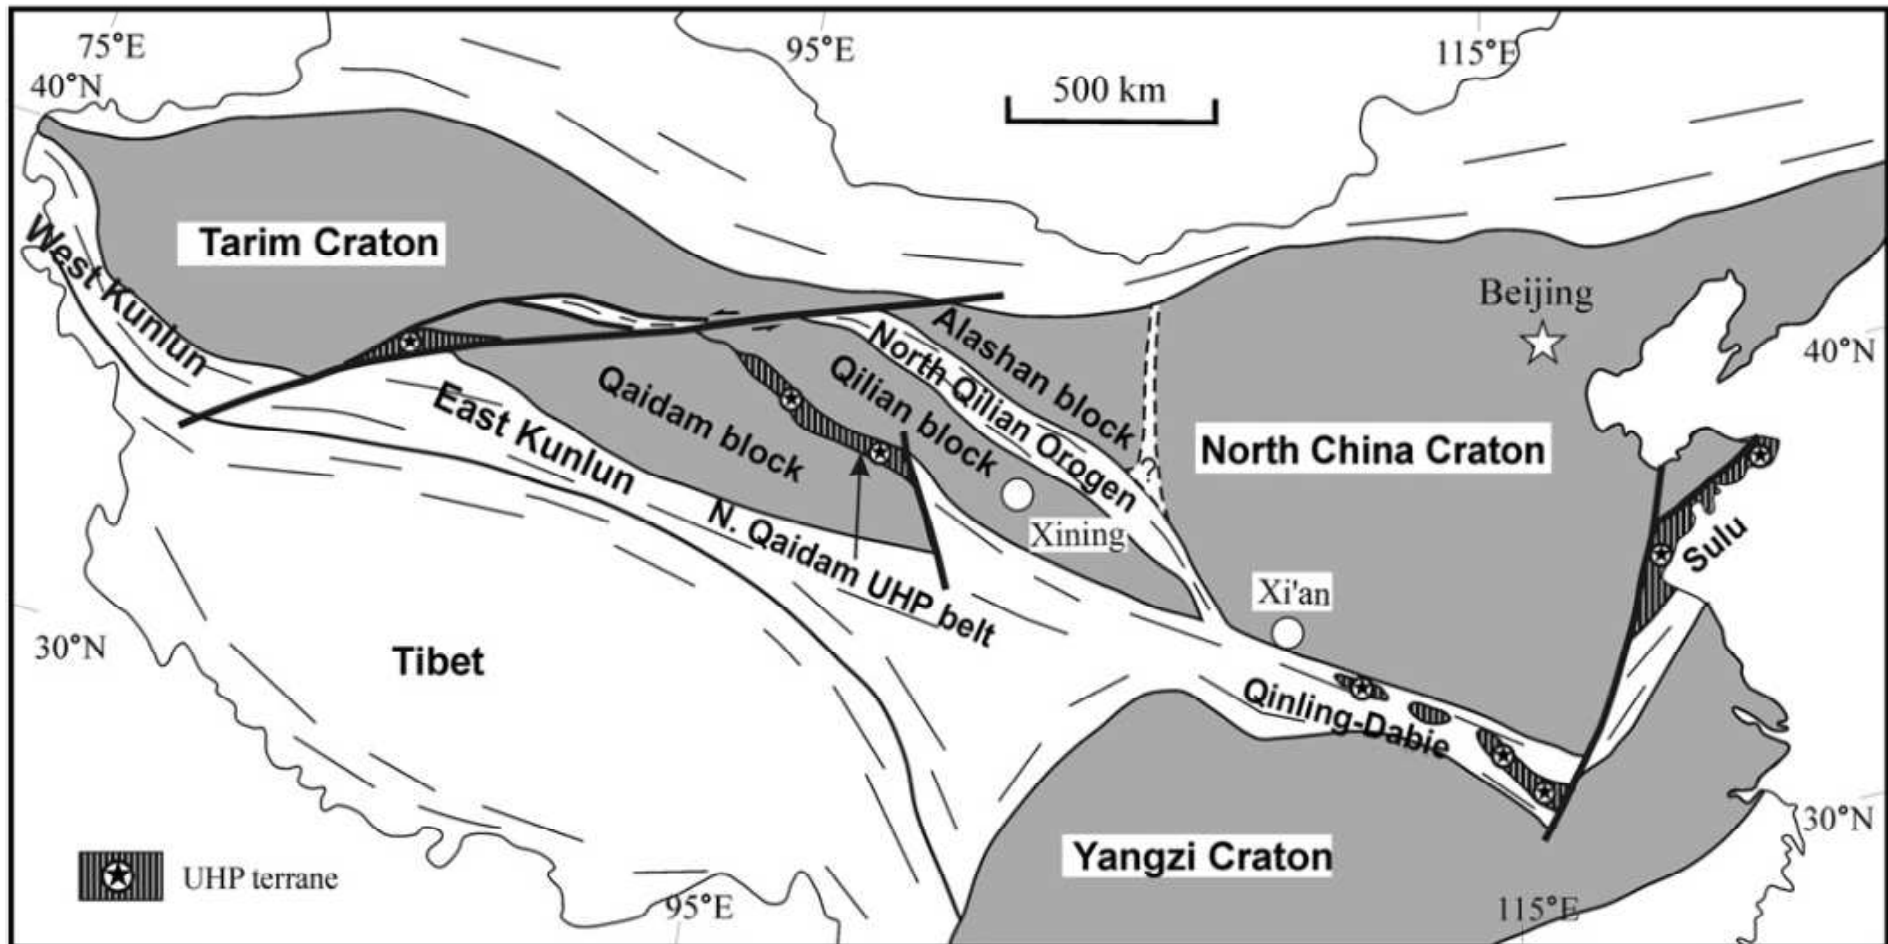 75°E
95°E
115°E
40°N
500 km
Tarim Craton
West Kunlun
Beijing
40°N
Alashan block
North Qilian Orogen
Qilian block
Qaidam block
East Kunlun
North China Craton
?
Xining
N. Qaidam UHP belt
Sulu
Xi'an
30°N
Tibet
Qinling-Dabie
Yangzi Craton
30°N
UHP terrane
95°E
115°E